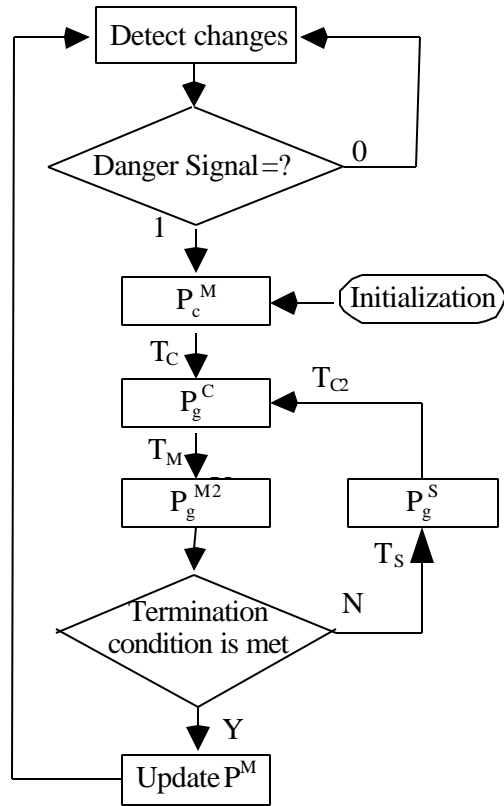 Detect changes
Danger Signal=?
0
1
P_c^M
Initialization
T_C
P_g^C
T_C2
T_M
P_g^M2
P_g^S
T_S
Termination
condition is met
N
Y
Update P^M